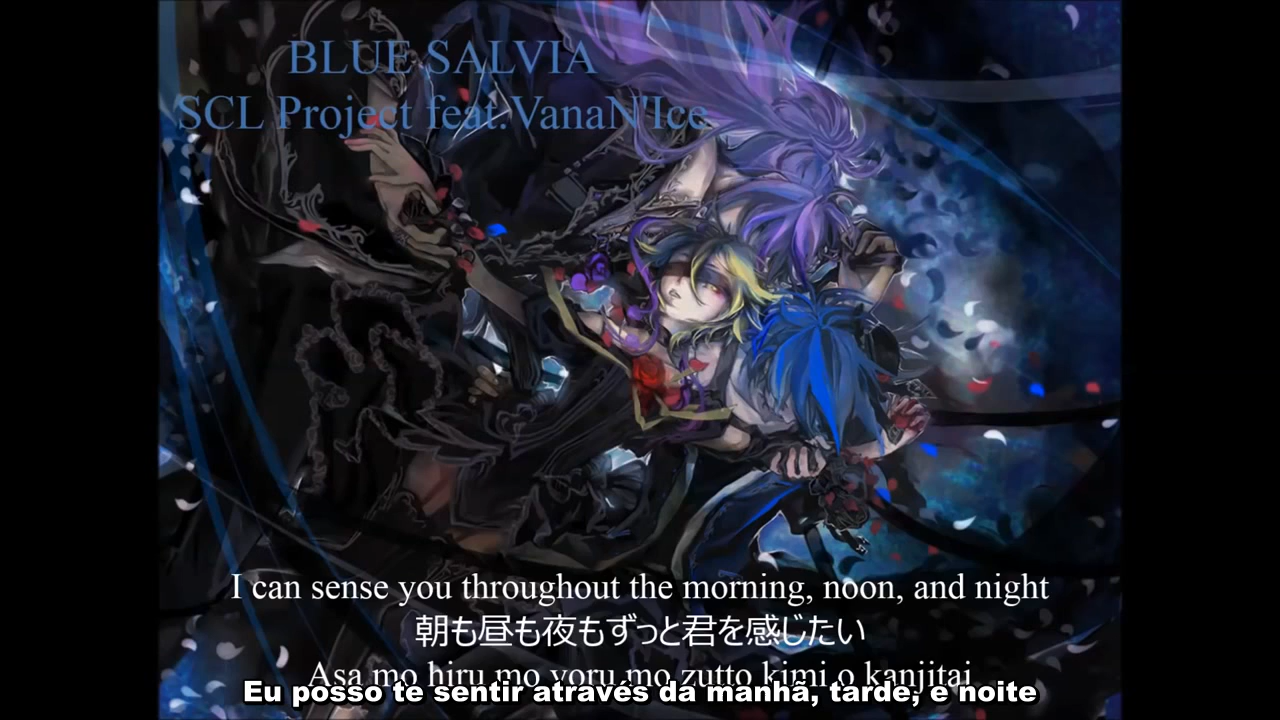 BLUE SALVIA
SCL Project feat.VanaN'Ice
I can sense you throughout the morning, noon, and night
朝も昼も夜もずっと君を感じたい
Asa mo hiru mo yoru mo zutto kimi o kanjitai
Eu posso te sentir através da manhã, tarde, e noite